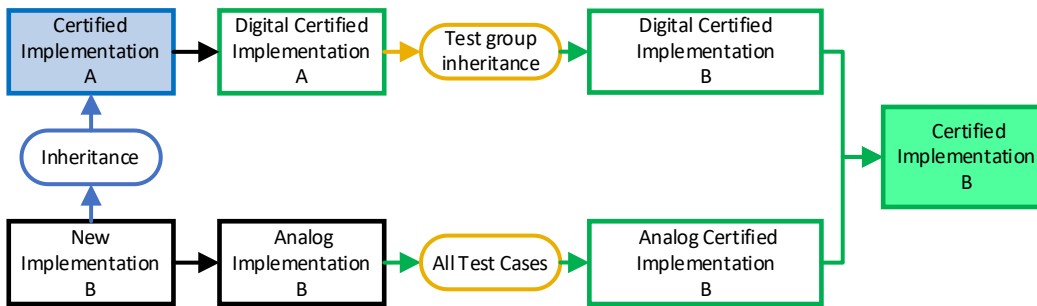 Certified
Implementation
A
Digital Certified
Implementation
A
Test group
inheritance
Digital Certified
Implementation
B
Inheritance
Certified
Implementation
B
New
Implementation
B
Analog
Implementation
B
All Test Cases
Analog Certified
Implementation
B